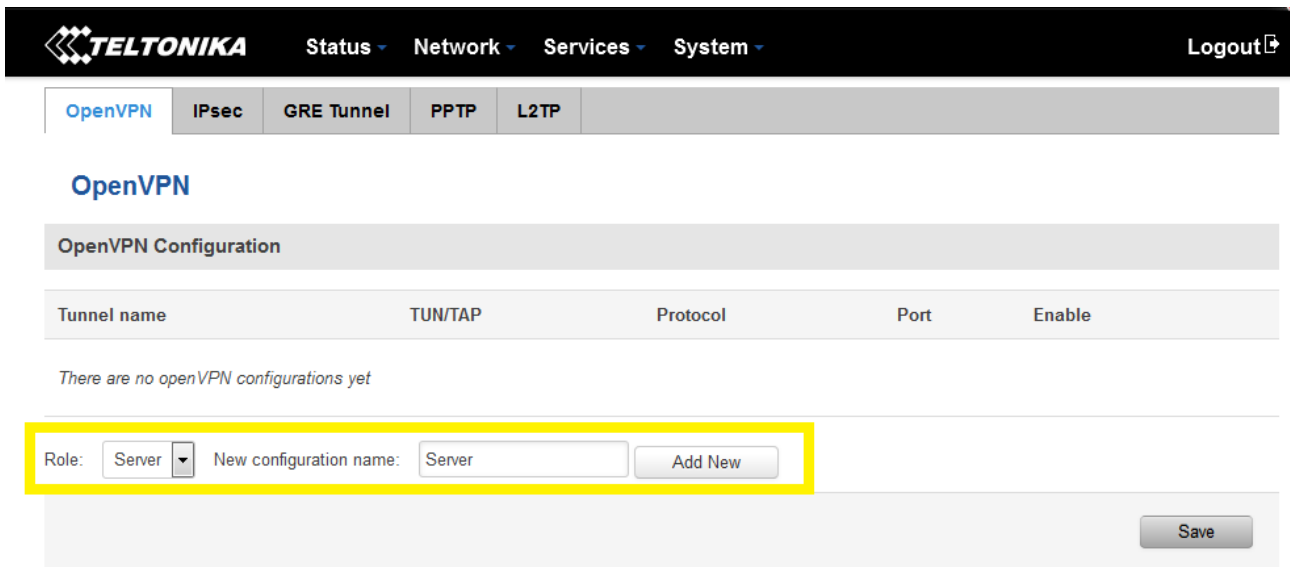 TELTONIKA Status Network Services System Logout
OpenVPN IPsec GRE Tunnel PPTP L2TP
OpenVPN
OpenVPN Configuration
Tunnel name TUN/TAP Protocol Port Enable
There are no openVPN configurations yet
Role: Server New configuration name: Server Add New
Save